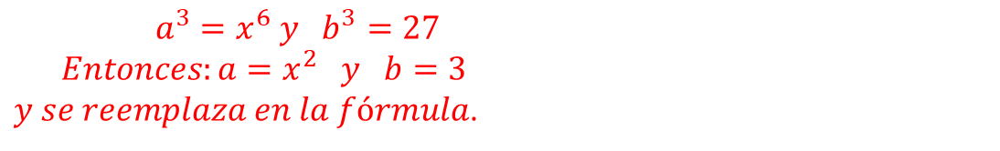 a³ = x⁶ y b³ = 27
Entonces: a = x² y b = 3
y se reemplaza en la fórmula.